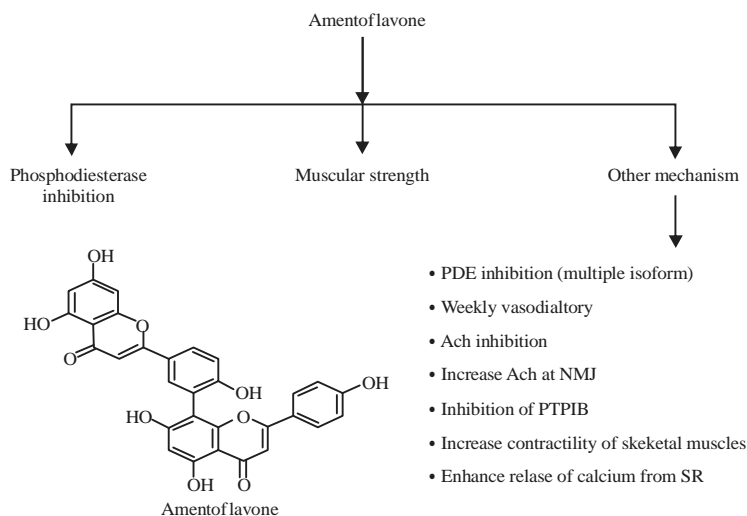 Amentoflavone
Phosphodiesterase
inhibition
Muscular strength
Other mechanism
• PDE inhibition (multiple isoform)
• Weekly vasodialtory
• Ach inhibition
• Increase Ach at NMJ
• Inhibition of PTPIB
• Increase contractility of skeketal muscles
• Enhance relase of calcium from SR
OH
HO
O
O
OH
OH
HO
O
OH
O
Amentoflavone